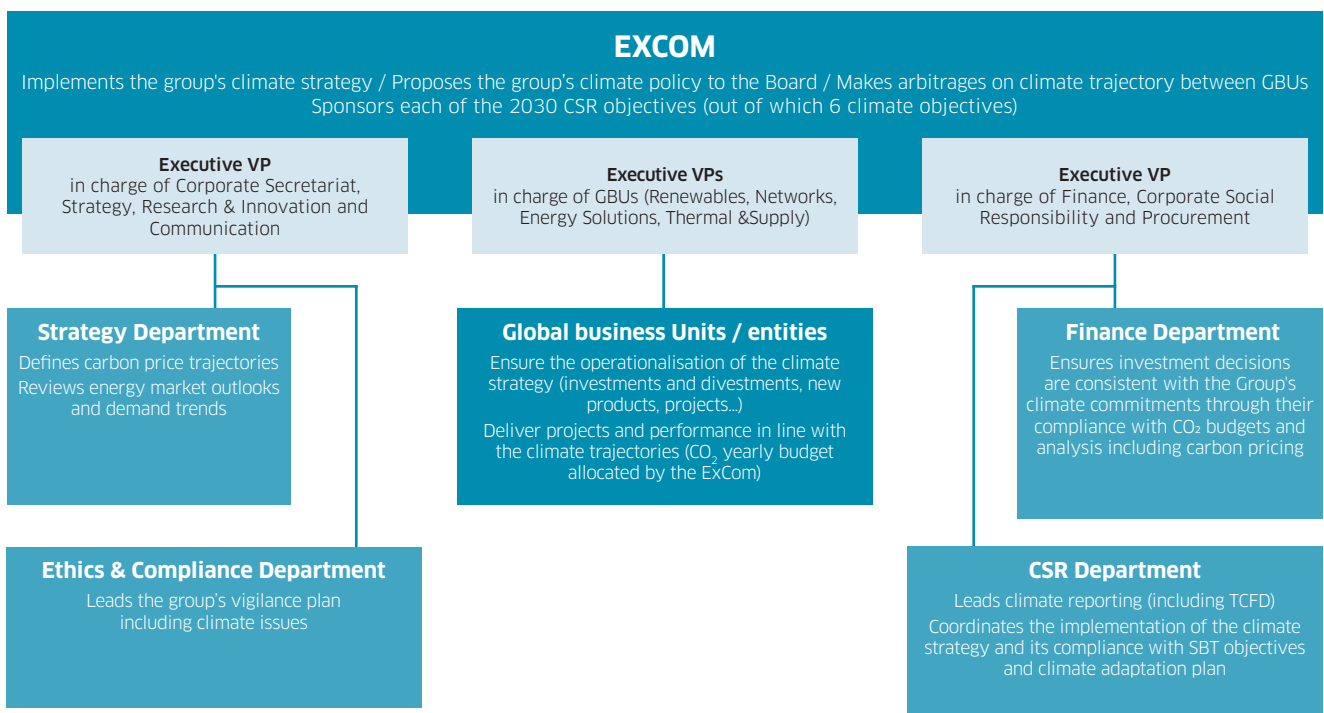 EXCOM
Implements the group's climate strategy / Proposes the group's climate policy to the Board / Makes arbitrages on climate trajectory between GBUs
Sponsors each of the 2030 CSR objectives (out of which 6 climate objectives)
Executive VP
in charge of Corporate Secretariat,
Strategy, Research & Innovation and
Communication
Executive VPs
in charge of GBUs (Renewables, Networks,
Energy Solutions, Thermal &Supply)
Executive VP
in charge of Finance, Corporate Social
Responsibility and Procurement
Strategy Department
Defines carbon price trajectories
Reviews energy market outlooks
and demand trends
Global business Units / entities
Ensure the operationalisation of the climate
strategy (investments and divestments, new
products, projects...)
Deliver projects and performance in line with
the climate trajectories (CO₂ yearly budget
allocated by the ExCom)
Finance Department
Ensures investment decisions
are consistent with the Group's
climate commitments through their
compliance with CO₂ budgets and
analysis including carbon pricing
Ethics & Compliance Department
Leads the group's vigilance plan
including climate issues
CSR Department
Leads climate reporting (including TCFD)
Coordinates the implementation of the climate
strategy and its compliance with SBT objectives
and climate adaptation plan